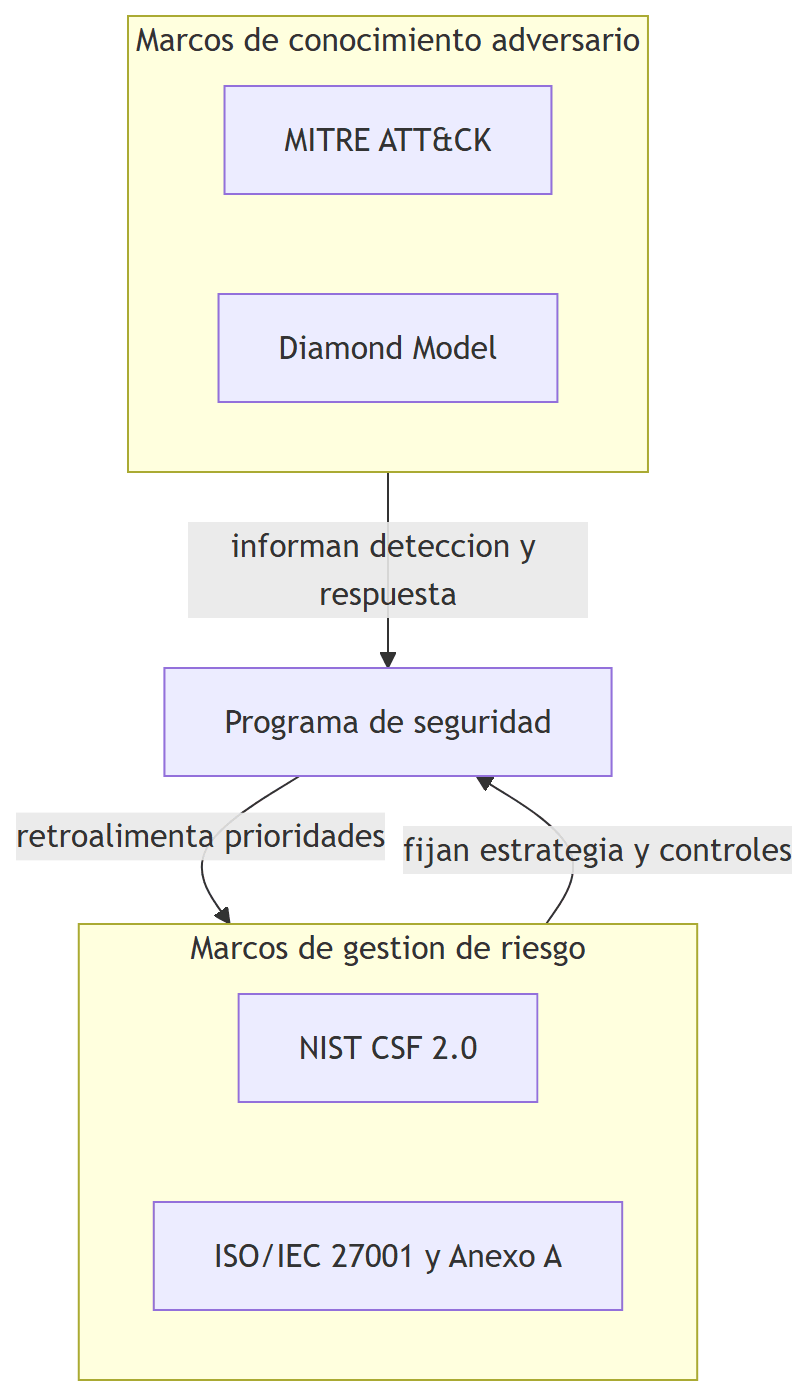 Marcos de conocimiento adversario
MITRE ATT&CK
Diamond Model
informan deteccion y
respuesta
Programa de seguridad
retroalimenta prioridades
fijan estrategia y controles
Marcos de gestion de riesgo
NIST CSF 2.0
ISO/IEC 27001 y Anexo A